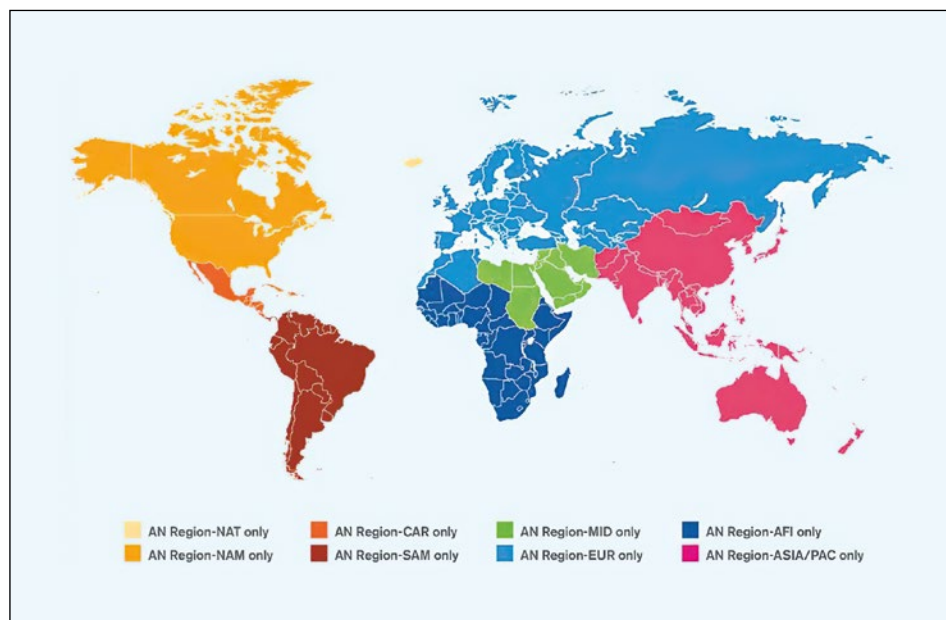 AN Region-NAT only
AN Region-CAR only
AN Region-MID only
AN Region-AFI only
AN Region-NAM only
AN Region-SAM only
AN Region-EUR only
AN Region-ASIA/PAC only